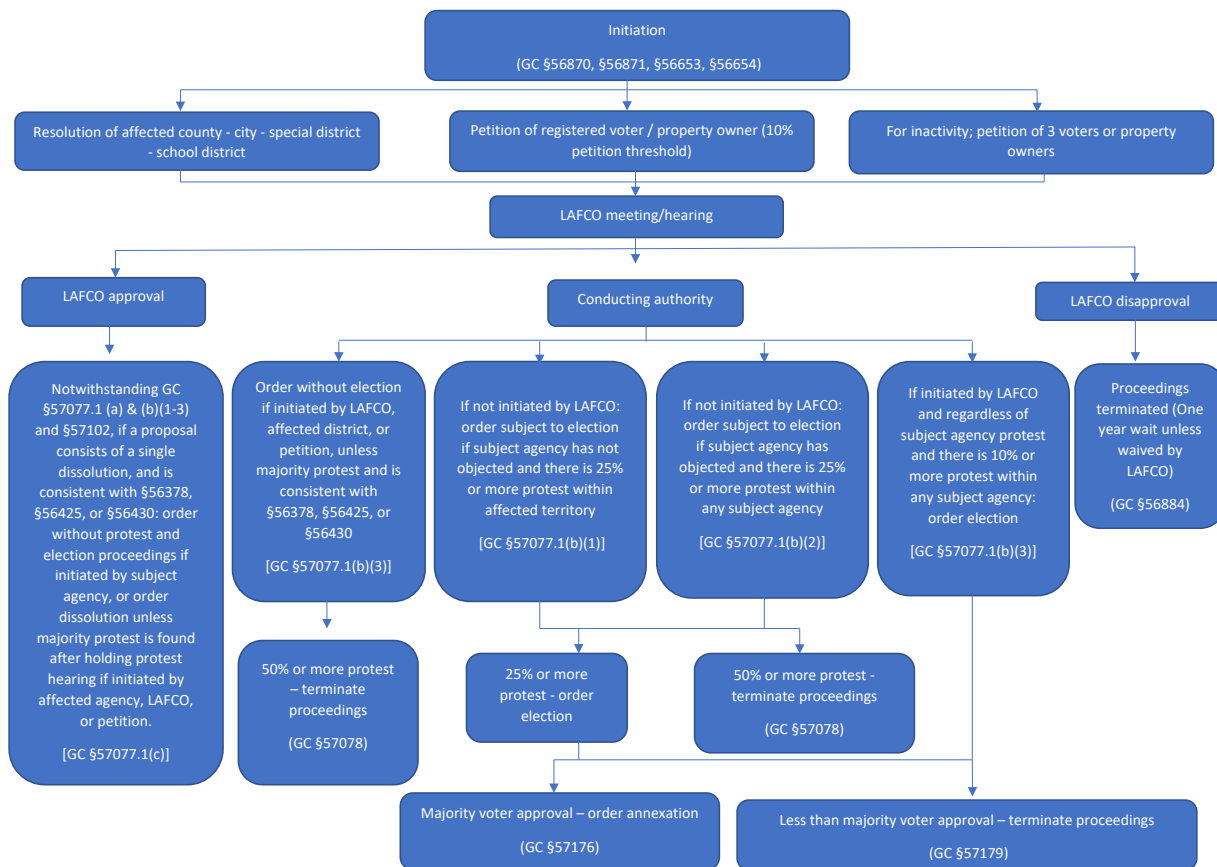 Initiation
(GC §56870, §56871, §56653, §56654)
Resolution of affected county - city - special district
- school district
Petition of registered voter / property owner (10%
petition threshold)
For inactivity; petition of 3 voters or property
owners
LAFCO meeting/hearing
LAFCO approval
Conducting authority
LAFCO disapproval
Notwithstanding GC
§57077.1 (a) & (b)(1-3)
and §57102, if a proposal
consists of a single
dissolution, and is
consistent with §56378,
§56425, or §56430: order
without protest and
election proceedings if
initiated by subject
agency, or order
dissolution unless
majority protest is found
after holding protest
hearing if initiated by
affected agency, LAFCO,
or petition.
[GC §57077.1(c)]
Order without election
if initiated by LAFCO,
affected district, or
petition, unless
majority protest and is
consistent with
§56378, §56425, or
§56430
[GC §57077.1(b)(3)]
If not initiated by LAFCO:
order subject to election
if subject agency has not
objected and there is 25%
or more protest within
affected territory
[GC §57077.1(b)(1)]
If not initiated by LAFCO:
order subject to election
if subject agency has
objected and there is 25%
or more protest within
any subject agency
[GC §57077.1(b)(2)]
If initiated by LAFCO
and regardless of
subject agency protest
and there is 10% or
more protest within
any subject agency:
order election
[GC §57077.1(b)(3)]
Proceedings
terminated (One
year wait unless
waived by
LAFCO)
(GC §56884)
50% or more protest
– terminate
proceedings
(GC §57078)
25% or more
protest - order
election
50% or more protest -
terminate proceedings
(GC §57078)
Majority voter approval – order annexation
(GC §57176)
Less than majority voter approval – terminate proceedings
(GC §57179)